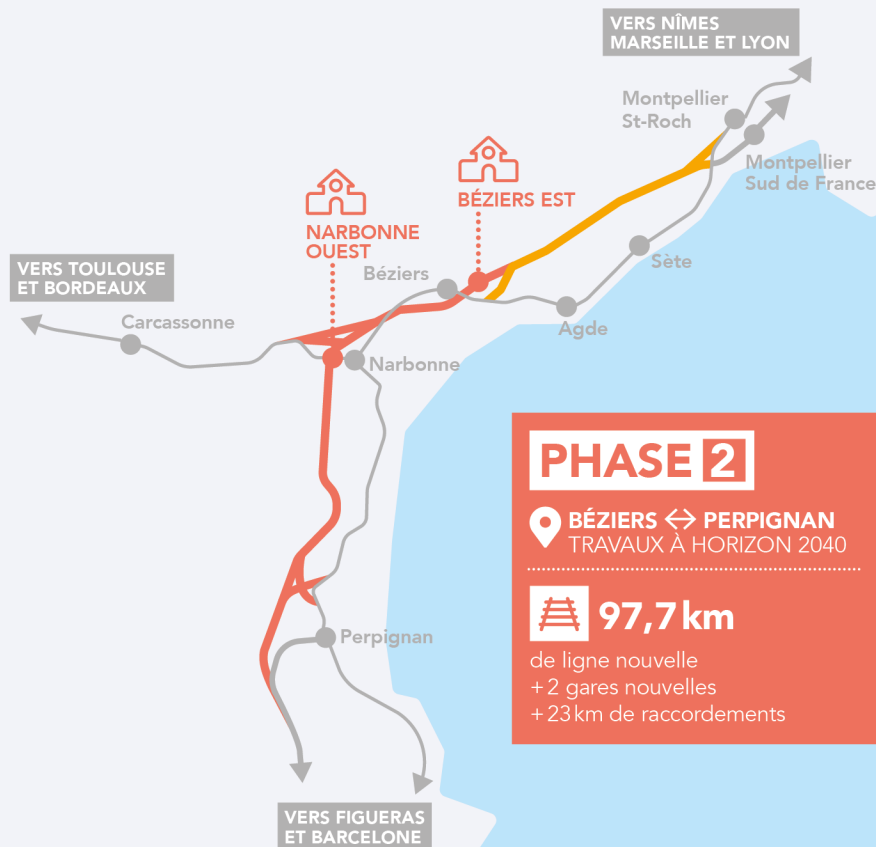 VERS NÎMES
MARSEILLE ET LYON
Montpellier
St-Roch
Montpellier
Sud de France
BÉZIERS EST
NARBONNE
OUEST
Béziers
Sète
VERS TOULOUSE
ET BORDEAUX
Carcassonne
Agde
Narbonne
PHASE 2
BÉZIERS <-> PERPIGNAN
TRAVAUX À HORIZON 2040
97,7 km
de ligne nouvelle
+ 2 gares nouvelles
+ 23 km de raccordements
Perpignan
VERS FIGUERAS
ET BARCELONE